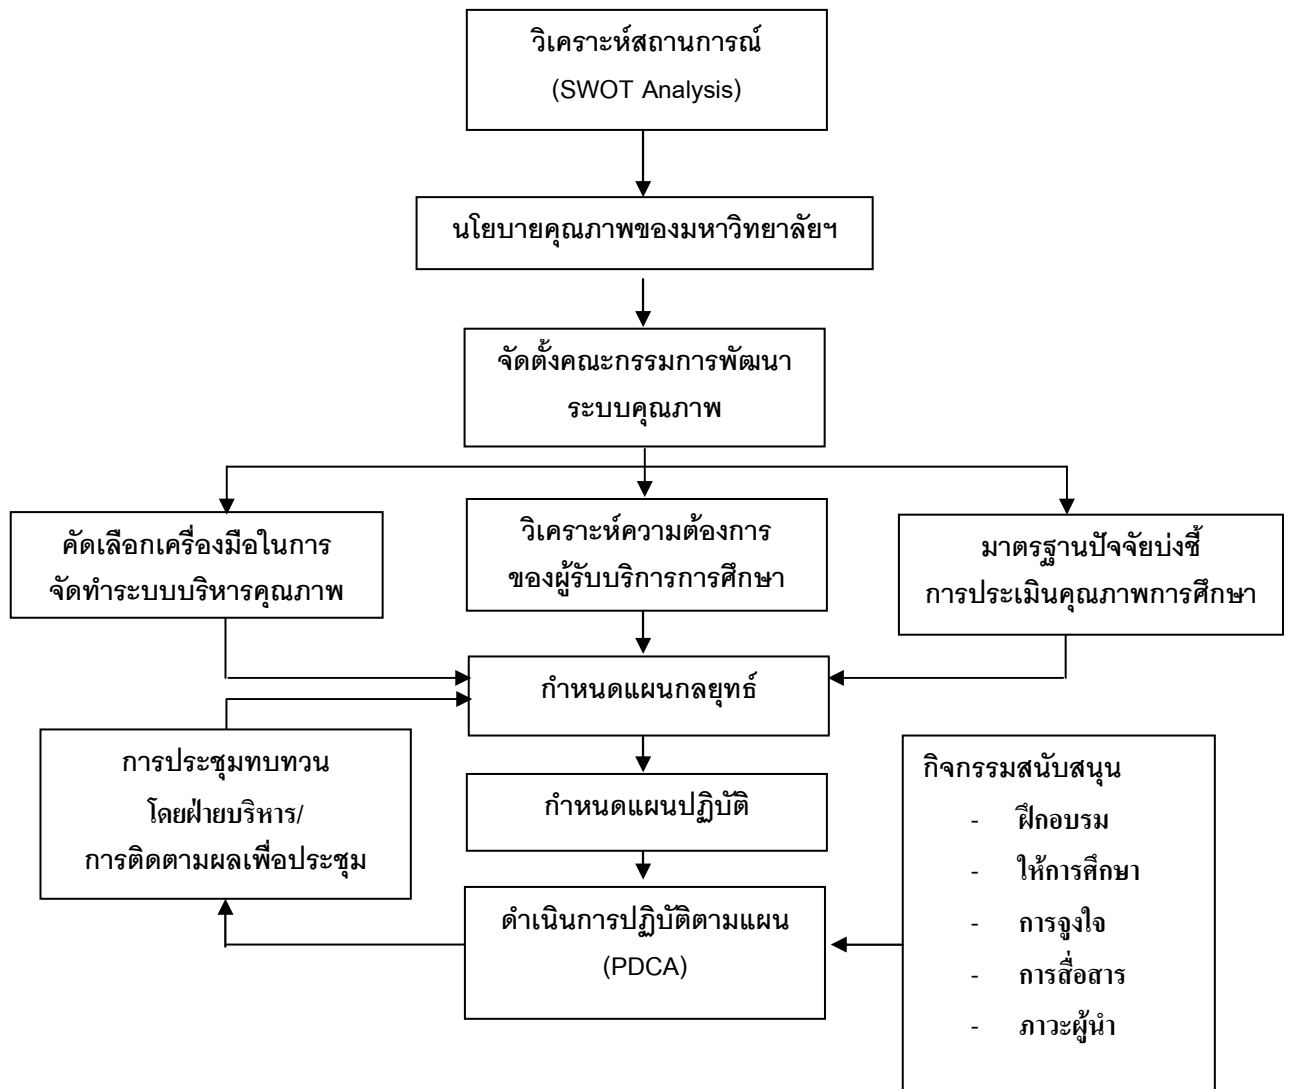 วิเคราะห์สถานการณ์
(SWOT Analysis)
นโยบายคุณภาพของมหาวิทยาลัยฯ
จัดตั้งคณะกรรมการพัฒนา
ระบบคุณภาพ
คัดเลือกเครื่องมือในการ
จัดทำระบบบริหารคุณภาพ
วิเคราะห์ความต้องการ
ของผู้รับบริการการศึกษา
มาตรฐานปัจจัยบ่งชี้
การประเมินคุณภาพการศึกษา
กำหนดแผนกลยุทธ์
การประชุมทบทวน
โดยฝ่ายบริหาร/
การติดตามผลเพื่อประชุม
กำหนดแผนปฏิบัติ
ดำเนินการปฏิบัติตามแผน
(PDCA)
กิจกรรมสนับสนุน
- ฝึกอบรม
- ให้การศึกษา
- การจูงใจ
- การสื่อสาร
- ภาวะผู้นำ